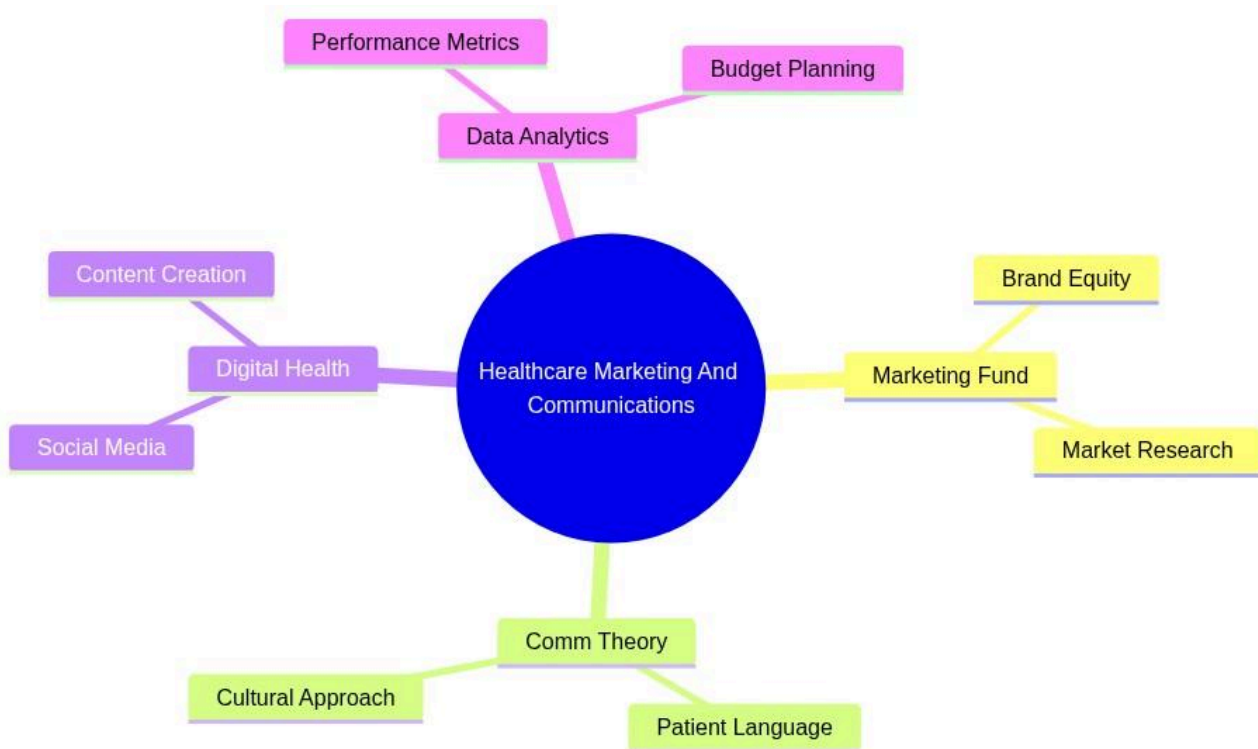 Performance Metrics
Budget Planning
Data Analytics
Content Creation
Brand Equity
Digital Health
Healthcare Marketing And
Communications
Marketing Fund
Social Media
Market Research
Comm Theory
Cultural Approach
Patient Language